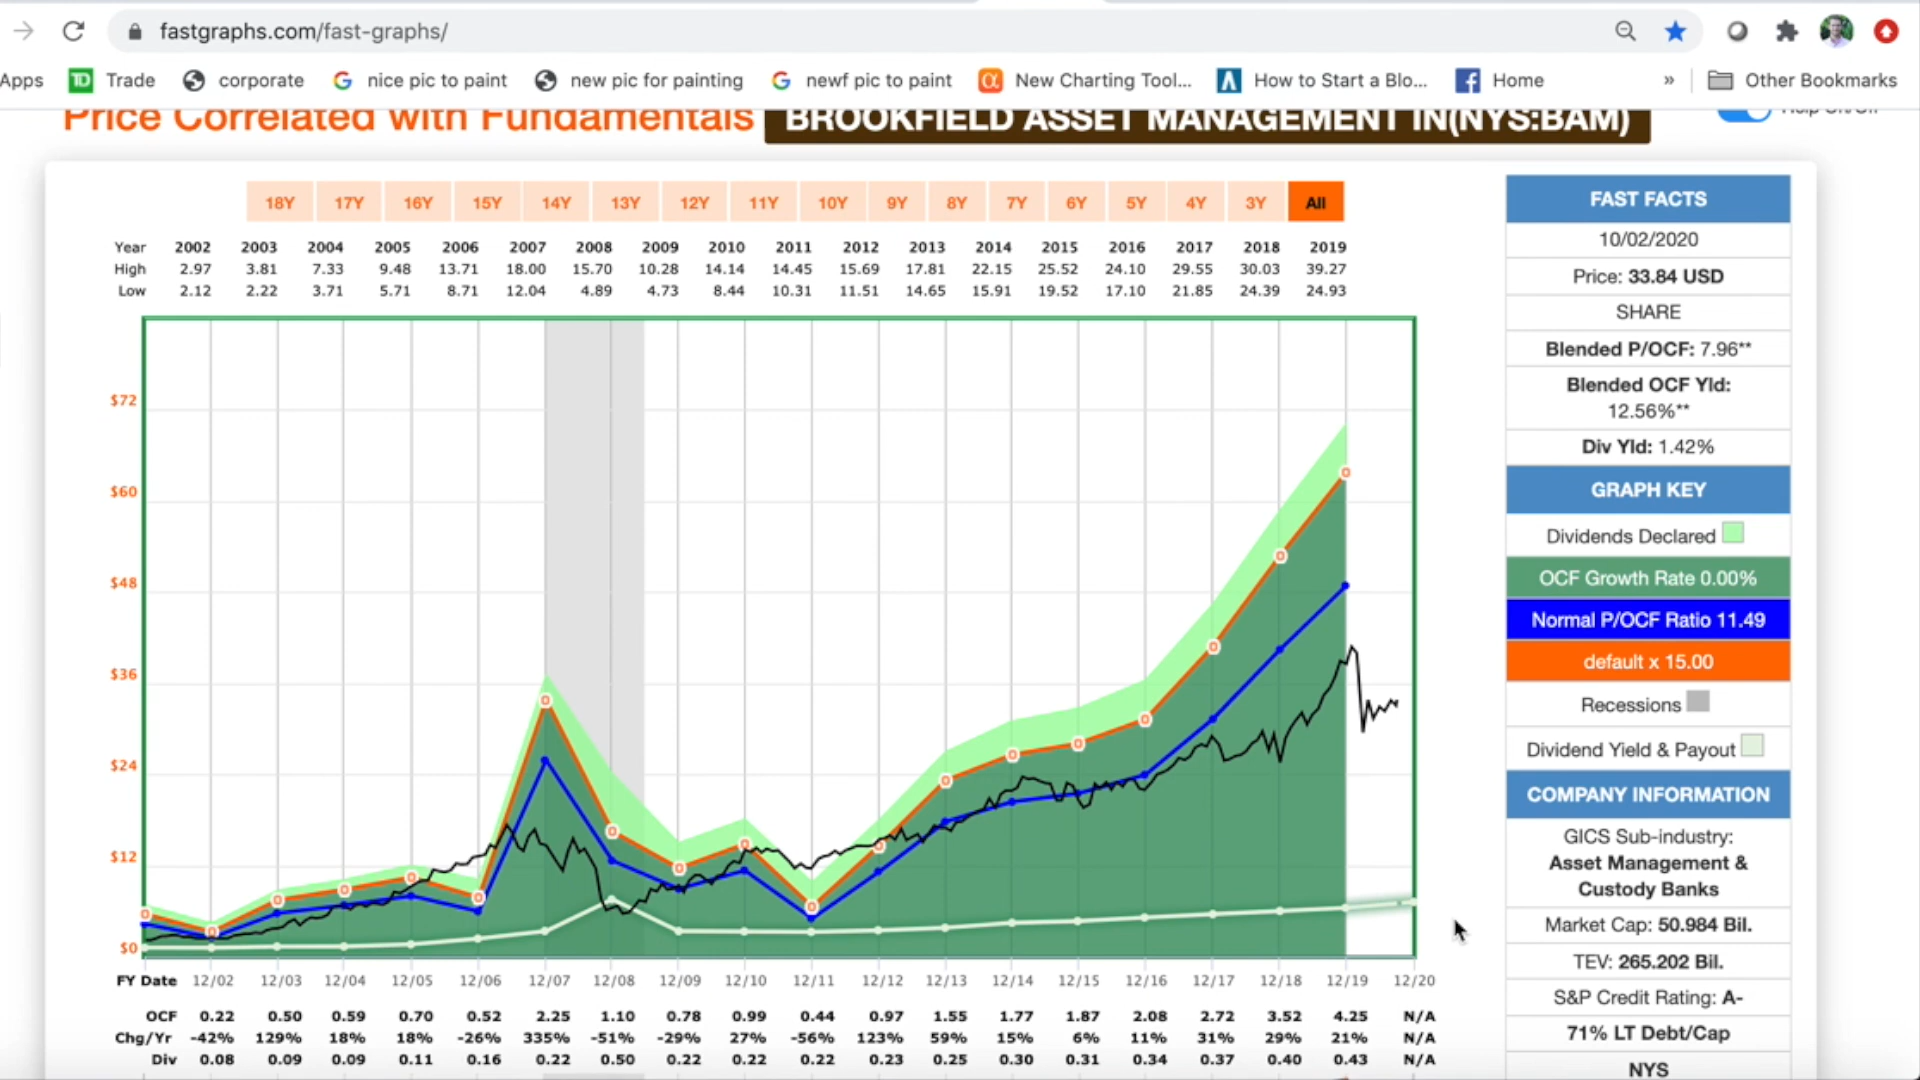 fastgraphs.com/fast-graphs/
Apps Trade corporate nice pic to paint new pic for painting newf pic to paint New Charting Tool... How to Start a Blo... Home » Other Bookmarks
Price Correlated with Fundamentals BROOKFIELD ASSET MANAGEMENT IN(NYS:BAM) Help On/Off
18Y 17Y 16Y 15Y 14Y 13Y 12Y 11Y 10Y 9Y 8Y 7Y 6Y 5Y 4Y 3Y All
Year 2002 2003 2004 2005 2006 2007 2008 2009 2010 2011 2012 2013 2014 2015 2016 2017 2018 2019
High 2.97 3.81 7.33 9.48 13.71 18.00 15.70 10.28 14.14 14.45 15.69 17.81 22.15 25.52 24.10 29.55 30.03 39.27
Low 2.12 2.22 3.71 5.71 8.71 12.04 4.89 4.73 8.44 10.31 11.51 14.65 15.91 19.52 17.10 21.85 24.39 24.93
$72
$60
$48
$36
$24
$12
$0
FY Date 12/02 12/03 12/04 12/05 12/06 12/07 12/08 12/09 12/10 12/11 12/12 12/13 12/14 12/15 12/16 12/17 12/18 12/19 12/20
OCF 0.22 0.50 0.59 0.70 0.52 2.25 1.10 0.78 0.99 0.44 0.97 1.55 1.77 1.87 2.08 2.72 3.52 4.25 N/A
Chg/Yr -42% 129% 18% 18% -26% 335% -51% -29% 27% -56% 123% 59% 15% 6% 11% 31% 29% 21% N/A
Div 0.08 0.09 0.09 0.11 0.16 0.22 0.50 0.22 0.22 0.22 0.23 0.25 0.30 0.31 0.34 0.37 0.40 0.43 N/A
FAST FACTS
10/02/2020
Price: 33.84 USD
SHARE
Blended P/OCF: 7.96**
Blended OCF Yld:
12.56%**
Div Yld: 1.42%
GRAPH KEY
Dividends Declared
OCF Growth Rate 0.00%
Normal P/OCF Ratio 11.49
default x 15.00
Recessions
Dividend Yield & Payout
COMPANY INFORMATION
GICS Sub-industry:
Asset Management &
Custody Banks
Market Cap: 50.984 Bil.
TEV: 265.202 Bil.
S&P Credit Rating: A-
71% LT Debt/Cap
NYS